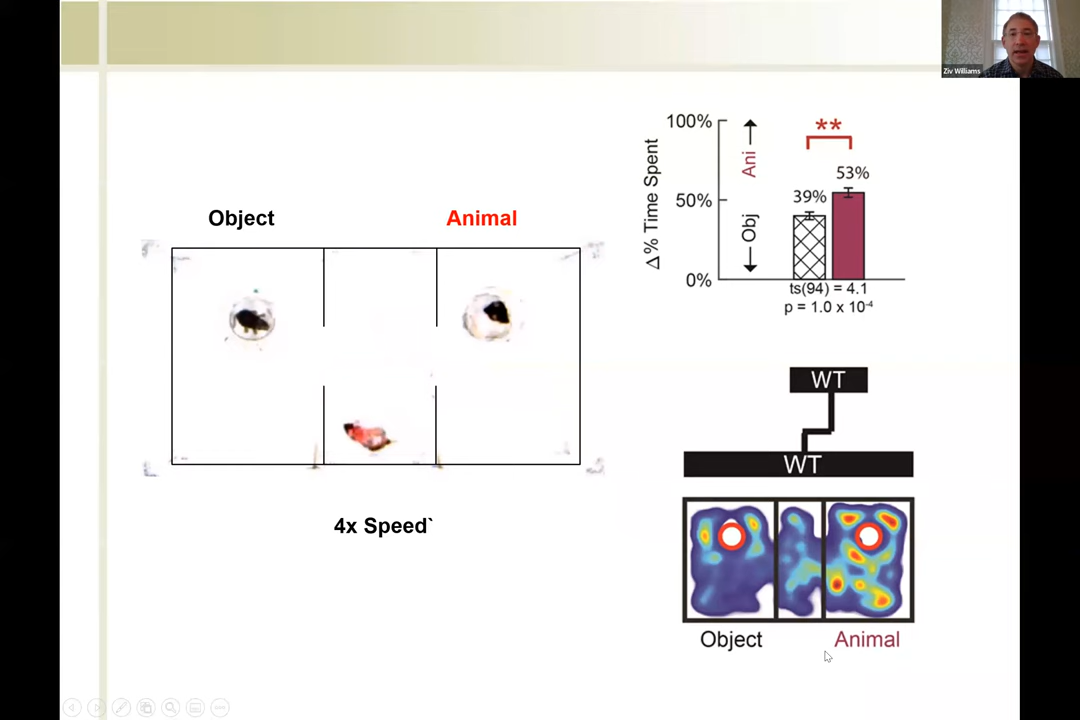 Ziv Williams
Object
Animal
4x Speed`
100%
50%
0%
Δ % Time Spent
Obj
Ani
**
39%
53%
ts(94) = 4.1
p = 1.0 x 10⁻⁴
WT
WT
Object
Animal